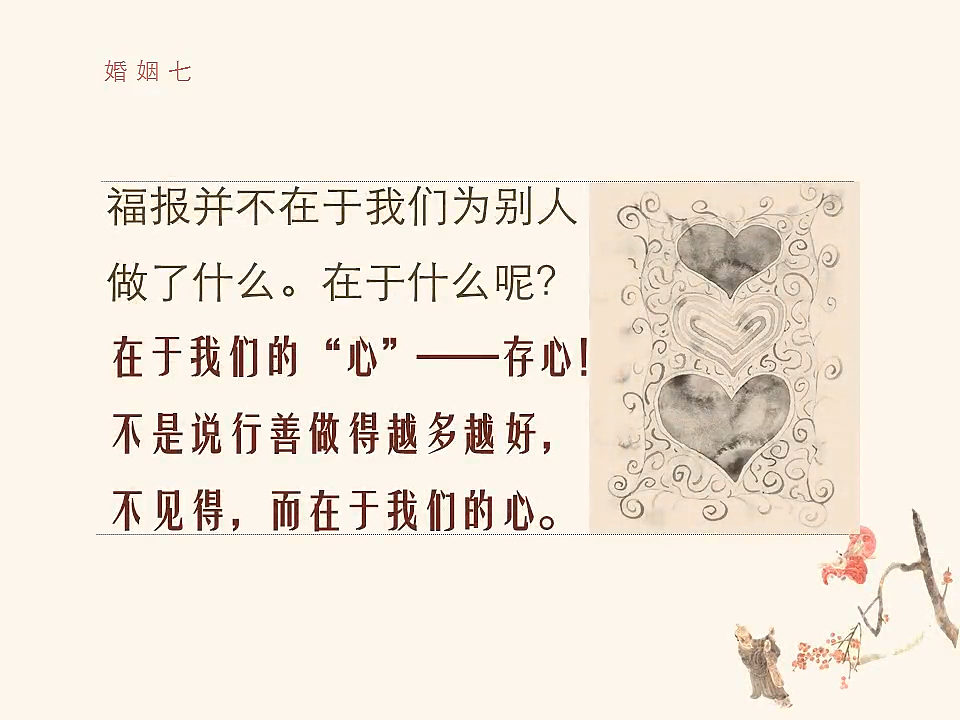 婚姻七
福报并不在于我们为别人
做了什么。在于什么呢?
在于我们的“心”——存心!
不是说行善做得越多越好，
不见得，而在于我们的心。